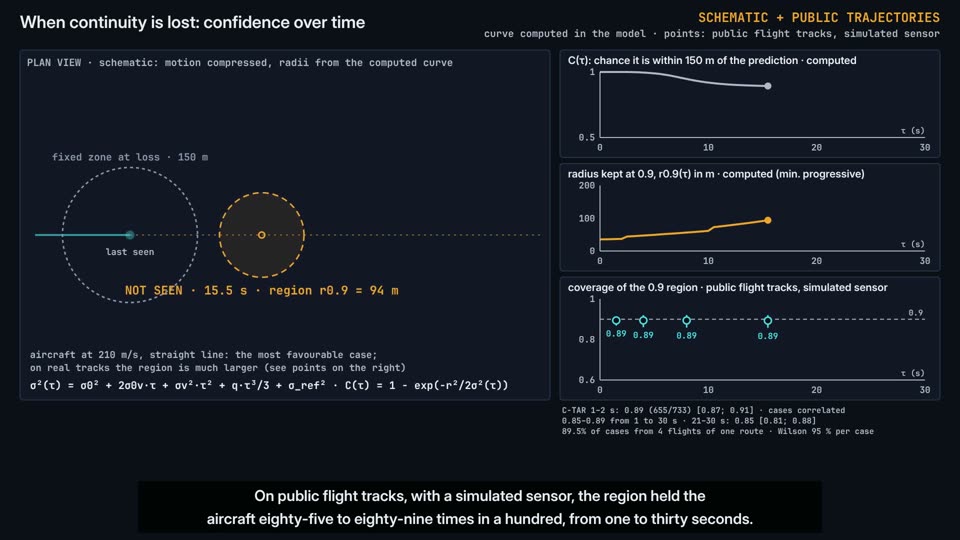 When continuity is lost: confidence over time
SCHEMATIC + PUBLIC TRAJECTORIES
curve computed in the model · points: public flight tracks, simulated sensor
PLAN VIEW · schematic: motion compressed, radii from the computed curve
fixed zone at loss · 150 m
last seen
NOT SEEN · 15.5 s · region r0.9 = 94 m
aircraft at 210 m/s, straight line: the most favourable case;
on real tracks the region is much larger (see points on the right)
σ²(τ) = σ0² + 2σ0v·τ + σv²·τ² + q·τ³/3 + σ_ref² · C(τ) = 1 - exp(-r²/2σ²(τ))
C(τ): chance it is within 150 m of the prediction · computed
1
0.5
τ (s)
0 10 20 30
radius kept at 0.9, r0.9(τ) in m · computed (min. progressive)
200
100
0
τ (s)
0 10 20 30
coverage of the 0.9 region · public flight tracks, simulated sensor
1
0.9
0.8
0.89 0.89 0.89 0.89
0.6
τ (s)
0 10 20 30
C-TAR 1-2 s: 0.89 (655/733) [0.87; 0.91] · cases correlated
0.85-0.89 from 1 to 30 s · 21-30 s: 0.85 [0.81; 0.88]
89.5% of cases from 4 flights of one route · Wilson 95 % per case
On public flight tracks, with a simulated sensor, the region held the
aircraft eighty-five to eighty-nine times in a hundred, from one to thirty seconds.